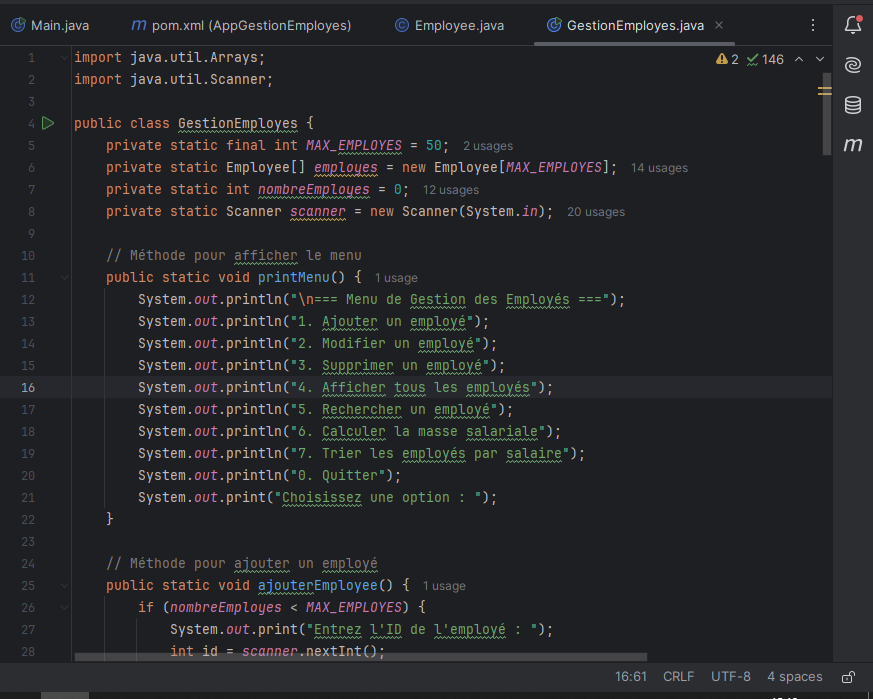 Main.java
m pom.xml (AppGestionEmployes)
Employee.java
GestionEmployes.java
2 146
1 import java.util.Arrays;
2 import java.util.Scanner;
3
4 public class GestionEmployes {
5 private static final int MAX_EMPLOYES = 50; 2 usages
6 private static Employee[] employes = new Employee[MAX_EMPLOYES]; 14 usages
7 private static int nombreEmployes = 0; 12 usages
8 private static Scanner scanner = new Scanner(System.in); 20 usages
9
10 // Méthode pour afficher le menu
11 public static void printMenu() { 1 usage
12 System.out.println("\n=== Menu de Gestion des Employés ===");
13 System.out.println("1. Ajouter un employé");
14 System.out.println("2. Modifier un employé");
15 System.out.println("3. Supprimer un employé");
16 System.out.println("4. Afficher tous les employés");
17 System.out.println("5. Rechercher un employé");
18 System.out.println("6. Calculer la masse salariale");
19 System.out.println("7. Trier les employés par salaire");
20 System.out.println("0. Quitter");
21 System.out.print("Choisissez une option : ");
22 }
23
24 // Méthode pour ajouter un employé
25 public static void ajouterEmployee() { 1 usage
26 if (nombreEmployes < MAX_EMPLOYES) {
27 System.out.print("Entrez l'ID de l'employé : ");
28 int id = scanner.nextInt();
m
16:61 CRLF UTF-8 4 spaces